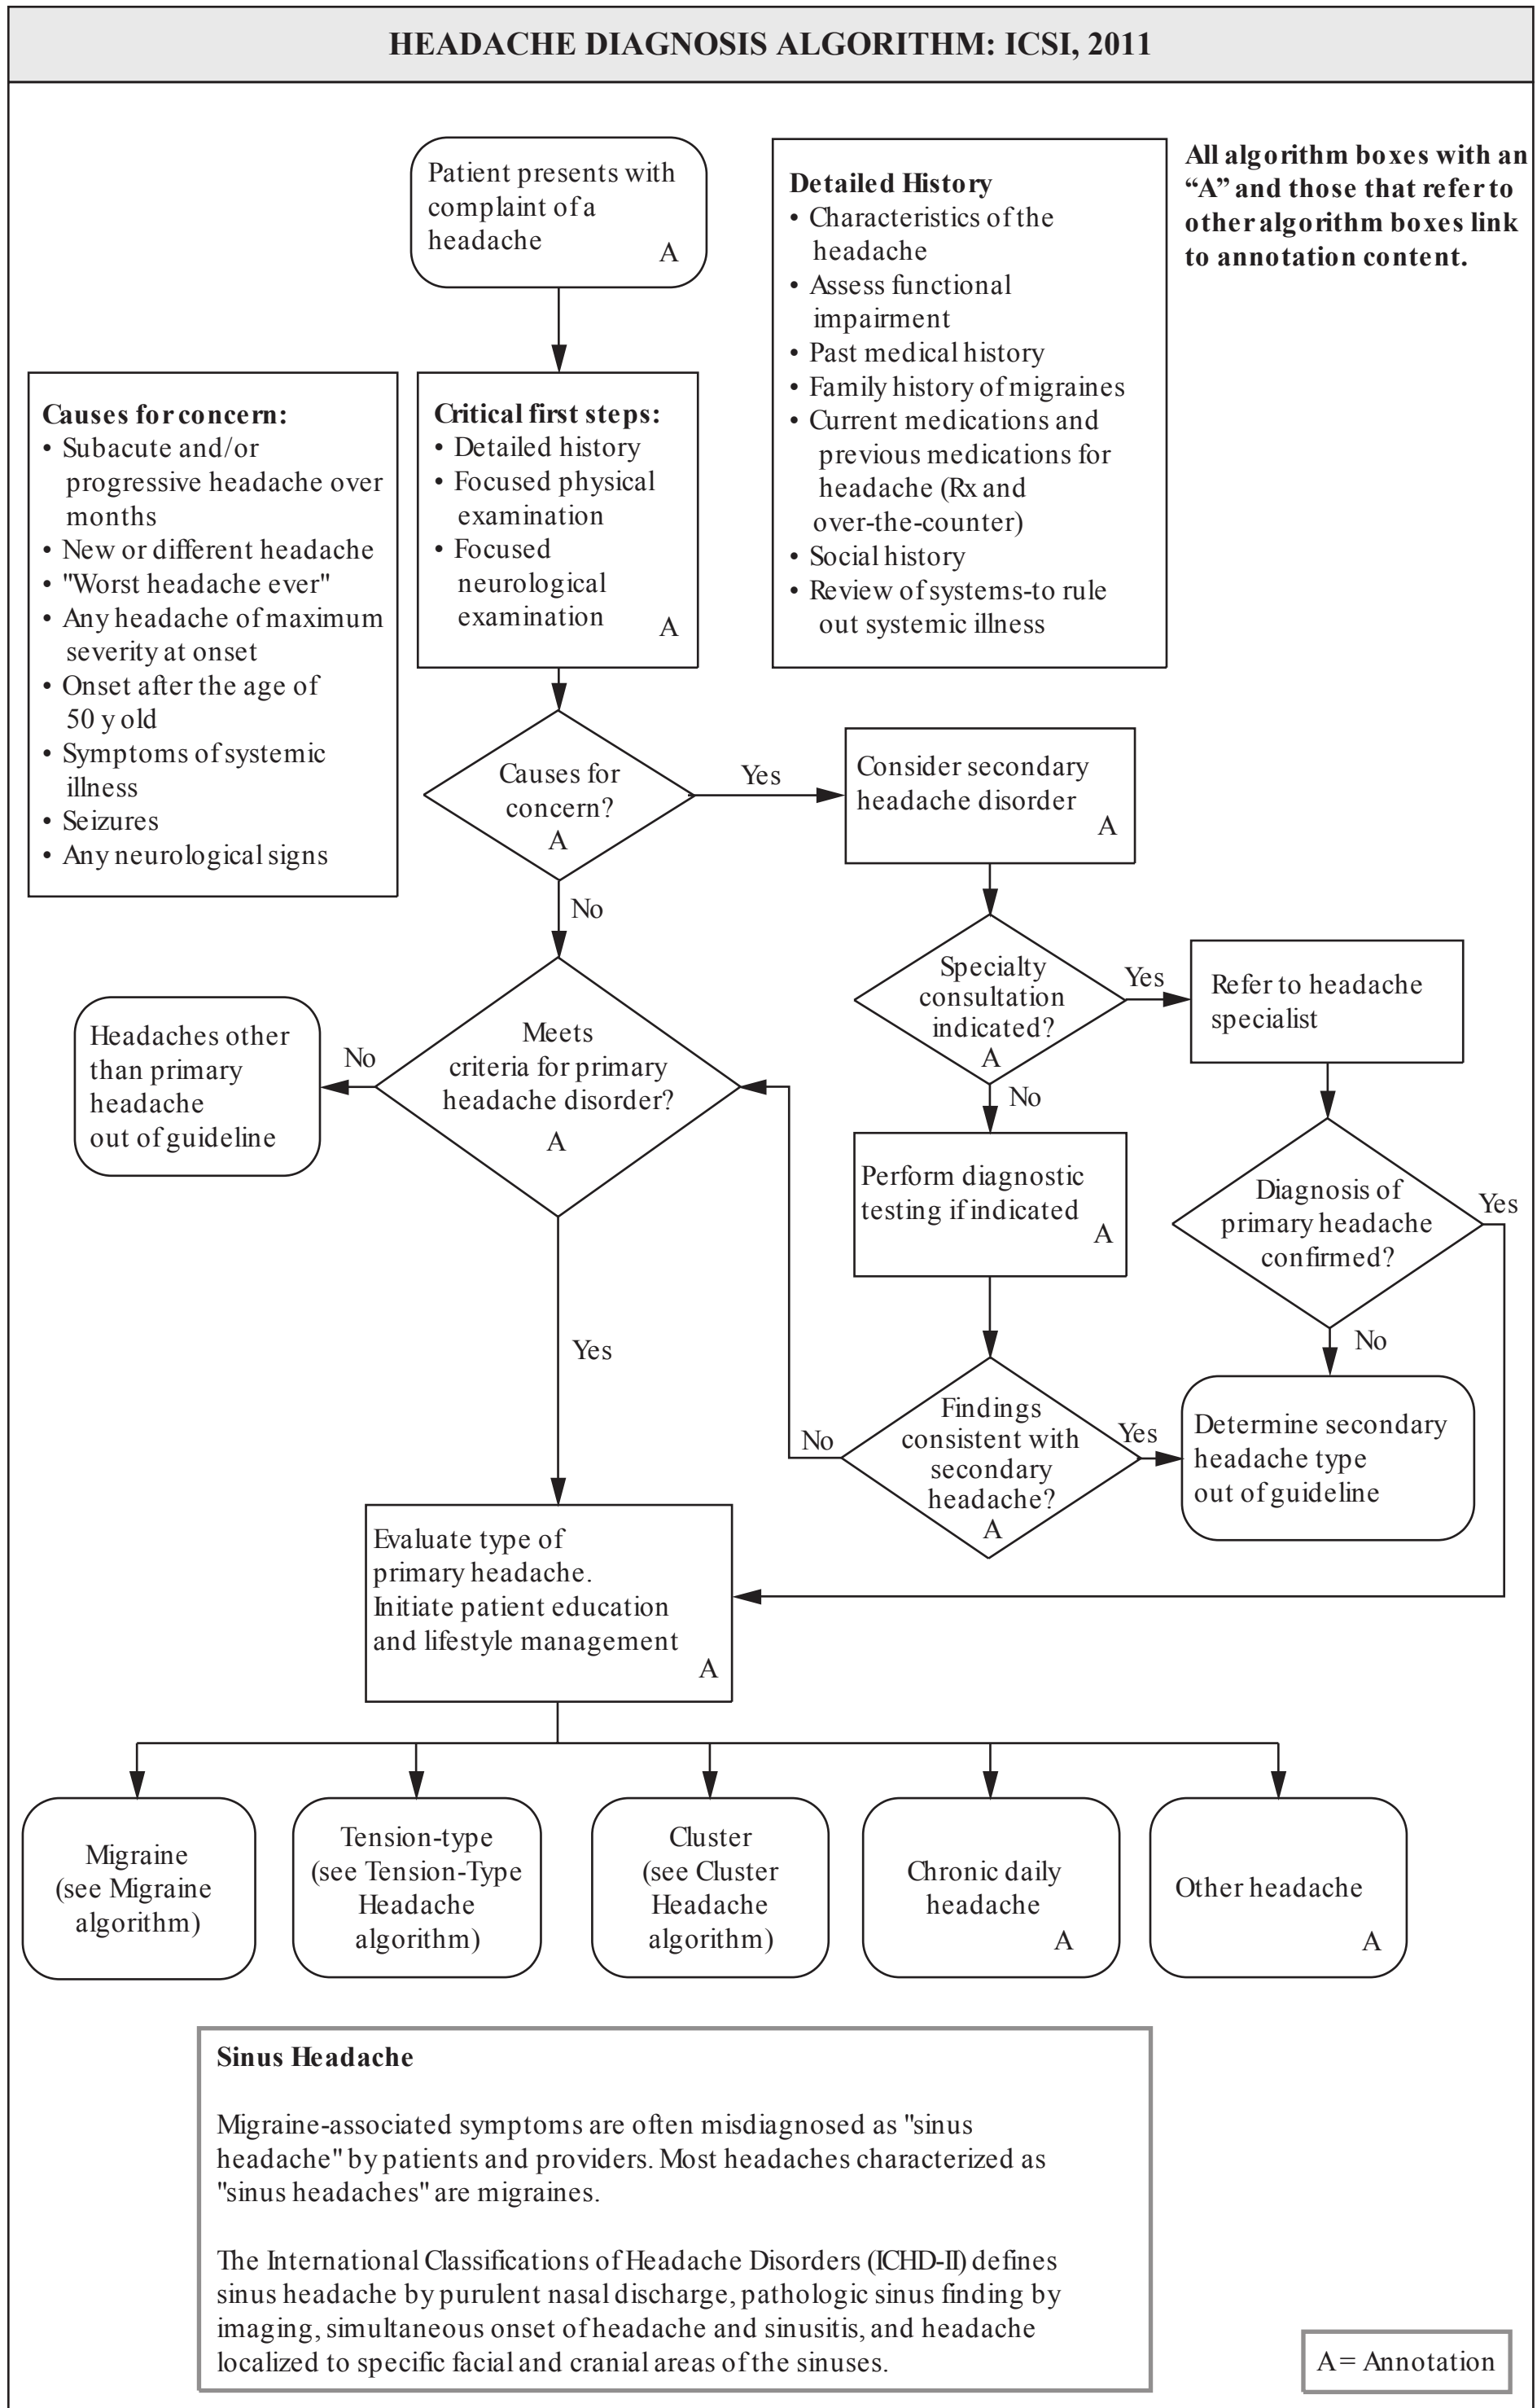 HEADACHE DIAGNOSIS ALGORITHM: ICSI, 2011
Patient presents with
complaint of a
headache
A
Detailed History
• Characteristics of the
headache
• Assess functional
impairment
• Past medical history
• Family history of migraines
• Current medications and
previous medications for
headache (Rx and
over-the-counter)
• Social history
• Review of systems-to rule
out systemic illness
All algorithm boxes with an
“A” and those that refer to
other algorithm boxes link
to annotation content.
Causes for concern:
• Subacute and/or
progressive headache over
months
• New or different headache
• "Worst headache ever"
• Any headache of maximum
severity at onset
• Onset after the age of
50 y old
• Symptoms of systemic
illness
• Seizures
• Any neurological signs
Critical first steps:
• Detailed history
• Focused physical
examination
• Focused
neurological
examination
A
Causes for
concern?
A
Yes
Consider secondary
headache disorder
A
No
Specialty
consultation
indicated?
A
Yes
Refer to headache
specialist
Headaches other
than primary
headache
out of guideline
No
Meets
criteria for primary
headache disorder?
A
No
Perform diagnostic
testing if indicated
A
Diagnosis of
primary headache
confirmed?
Yes
Yes
No
No
Findings
consistent with
secondary
headache?
A
Yes
Determine secondary
headache type
out of guideline
Evaluate type of
primary headache.
Initiate patient education
and lifestyle management
A
Migraine
(see Migraine
algorithm)
Tension-type
(see Tension-Type
Headache
algorithm)
Cluster
(see Cluster
Headache
algorithm)
Chronic daily
headache
A
Other headache
A
Sinus Headache
Migraine-associated symptoms are often misdiagnosed as "sinus
headache" by patients and providers. Most headaches characterized as
"sinus headaches" are migraines.
The International Classifications of Headache Disorders (ICHD-II) defines
sinus headache by purulent nasal discharge, pathologic sinus finding by
imaging, simultaneous onset of headache and sinusitis, and headache
localized to specific facial and cranial areas of the sinuses.
A = Annotation